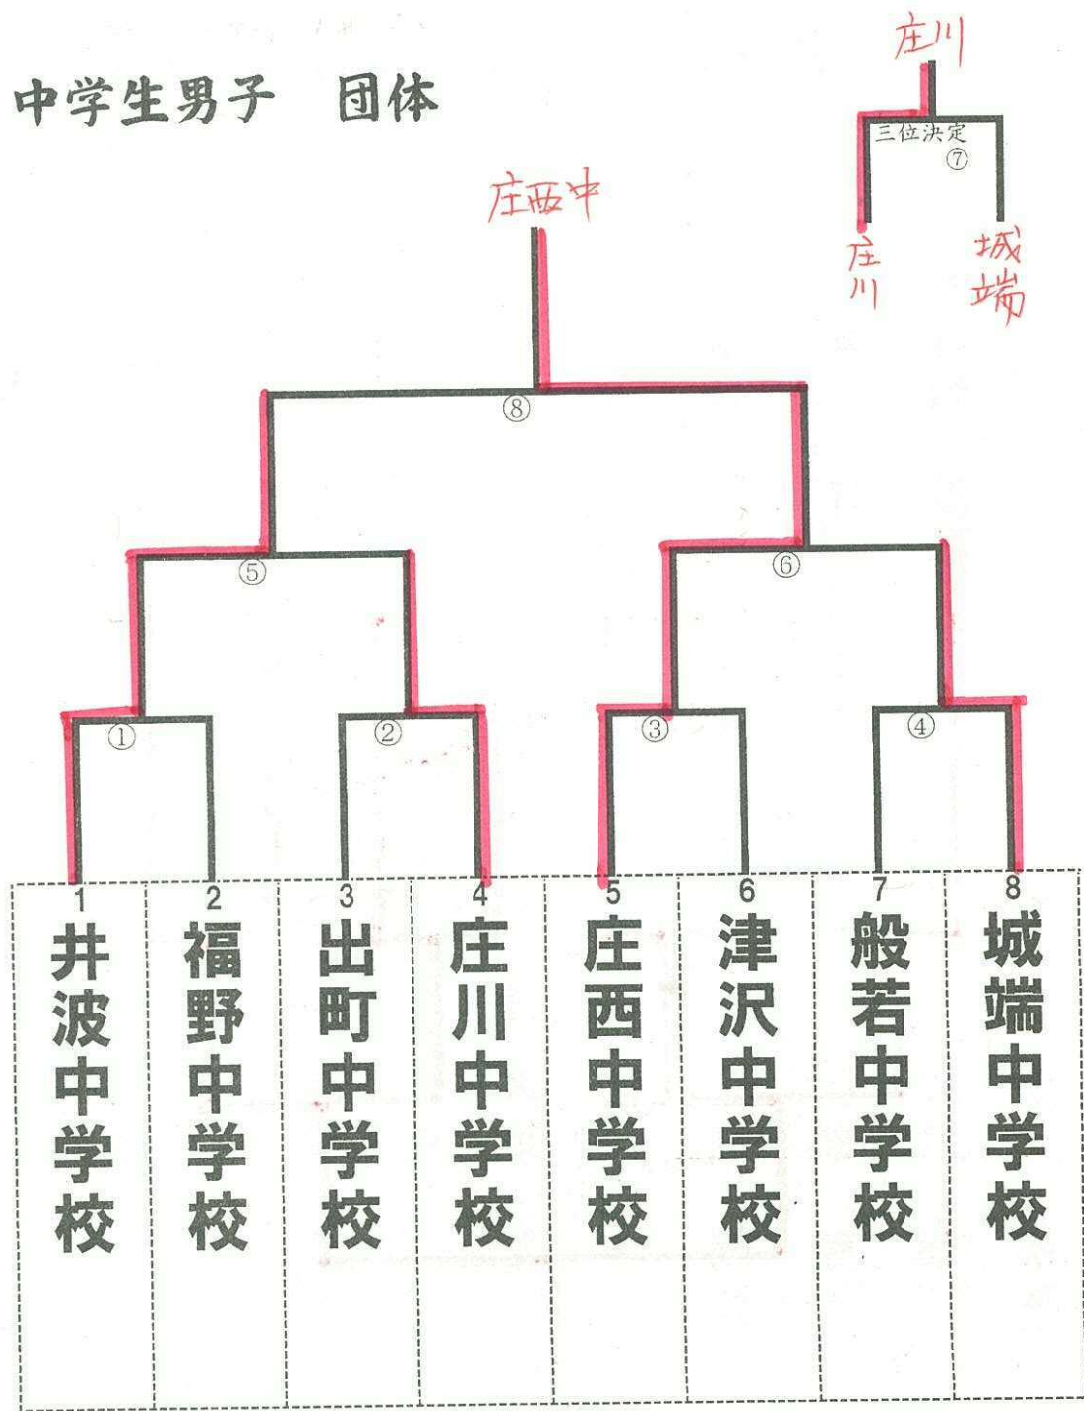 庄川
中学生男子　団体
三位決定
⑦
庄西中
庄川
城端
⑧
⑤
⑥
①
②
③
④
1
2
3
4
5
6
7
8
井波中学校
福野中学校
出町中学校
庄川中学校
庄西中学校
津沢中学校
般若中学校
城端中学校